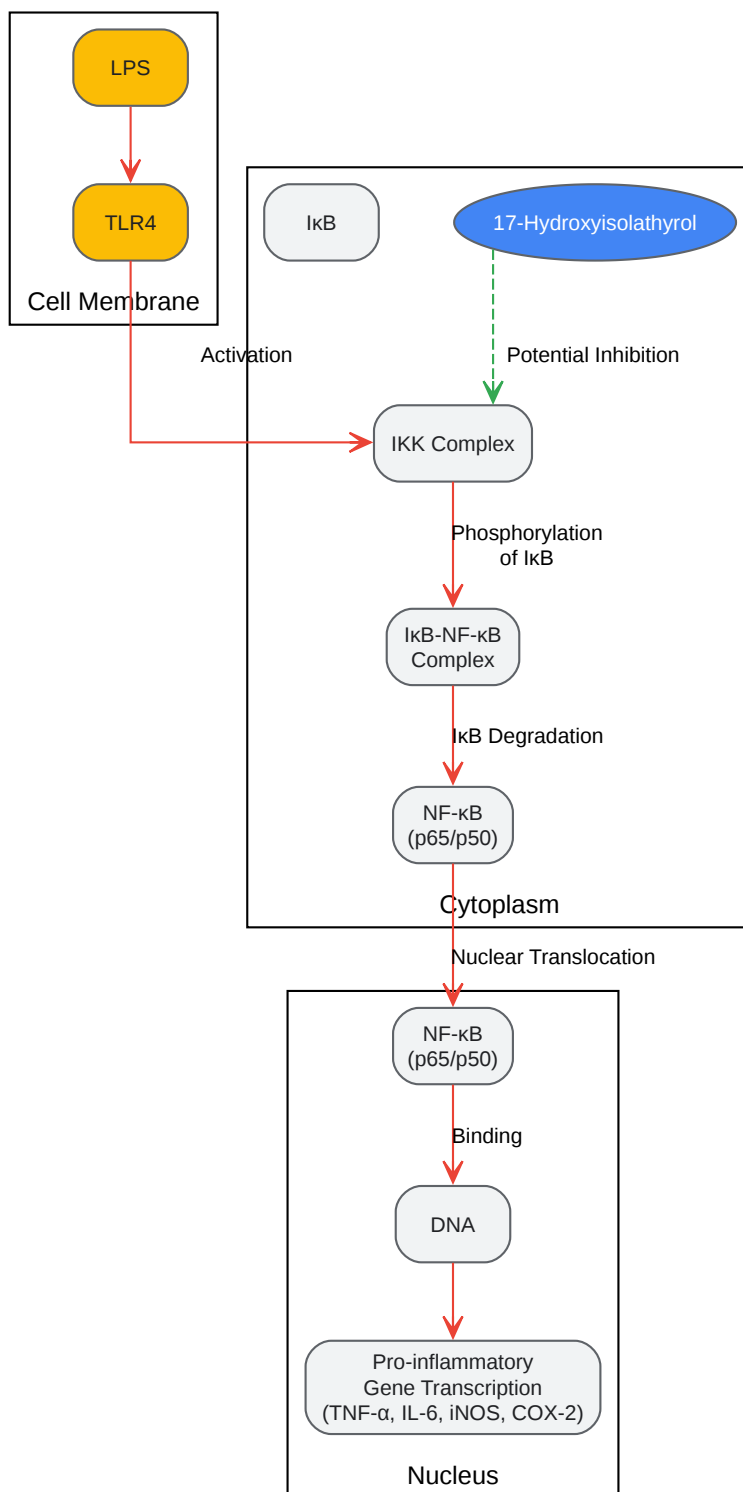 LPS
TLR4
Cell Membrane
IκB
17-Hydroxyisolathyrol
Activation
Potential Inhibition
IKK Complex
Phosphorylation
of IκB
IκB-NF-κB
Complex
IκB Degradation
NF-κB
(p65/p50)
Cytoplasm
Nuclear Translocation
NF-κB
(p65/p50)
Binding
DNA
Pro-inflammatory
Gene Transcription
(TNF-α, IL-6, iNOS, COX-2)
Nucleus